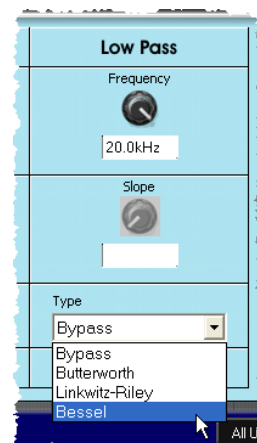 Low Pass
Frequency
20.0kHz
Slope
Type
Bypass
Bypass
Butterworth
Linkwitz-Riley
Bessel
All